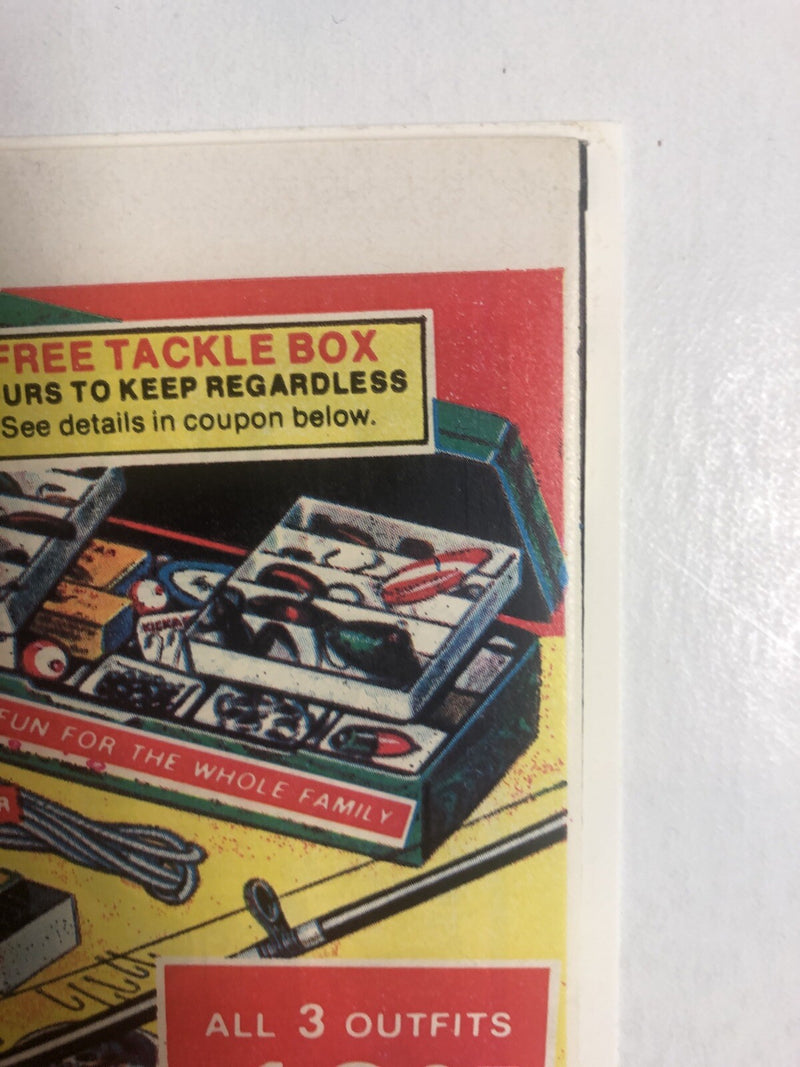 FREE TACKLE BOX
URS TO KEEP REGARDLESS
See details in coupon below.
FUN FOR THE WHOLE FAMILY
R
ALL 3 OUTFITS